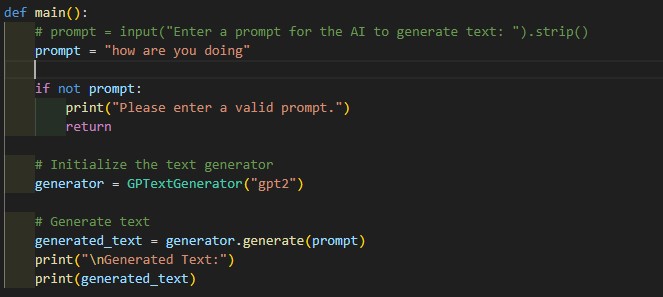 def main():
    # prompt = input("Enter a prompt for the AI to generate text: ").strip()
    prompt = "how are you doing"

    if not prompt:
        print("Please enter a valid prompt.")
        return

    # Initialize the text generator
    generator = GPTextGenerator("gpt2")

    # Generate text
    generated_text = generator.generate(prompt)
    print("\nGenerated Text:")
    print(generated_text)